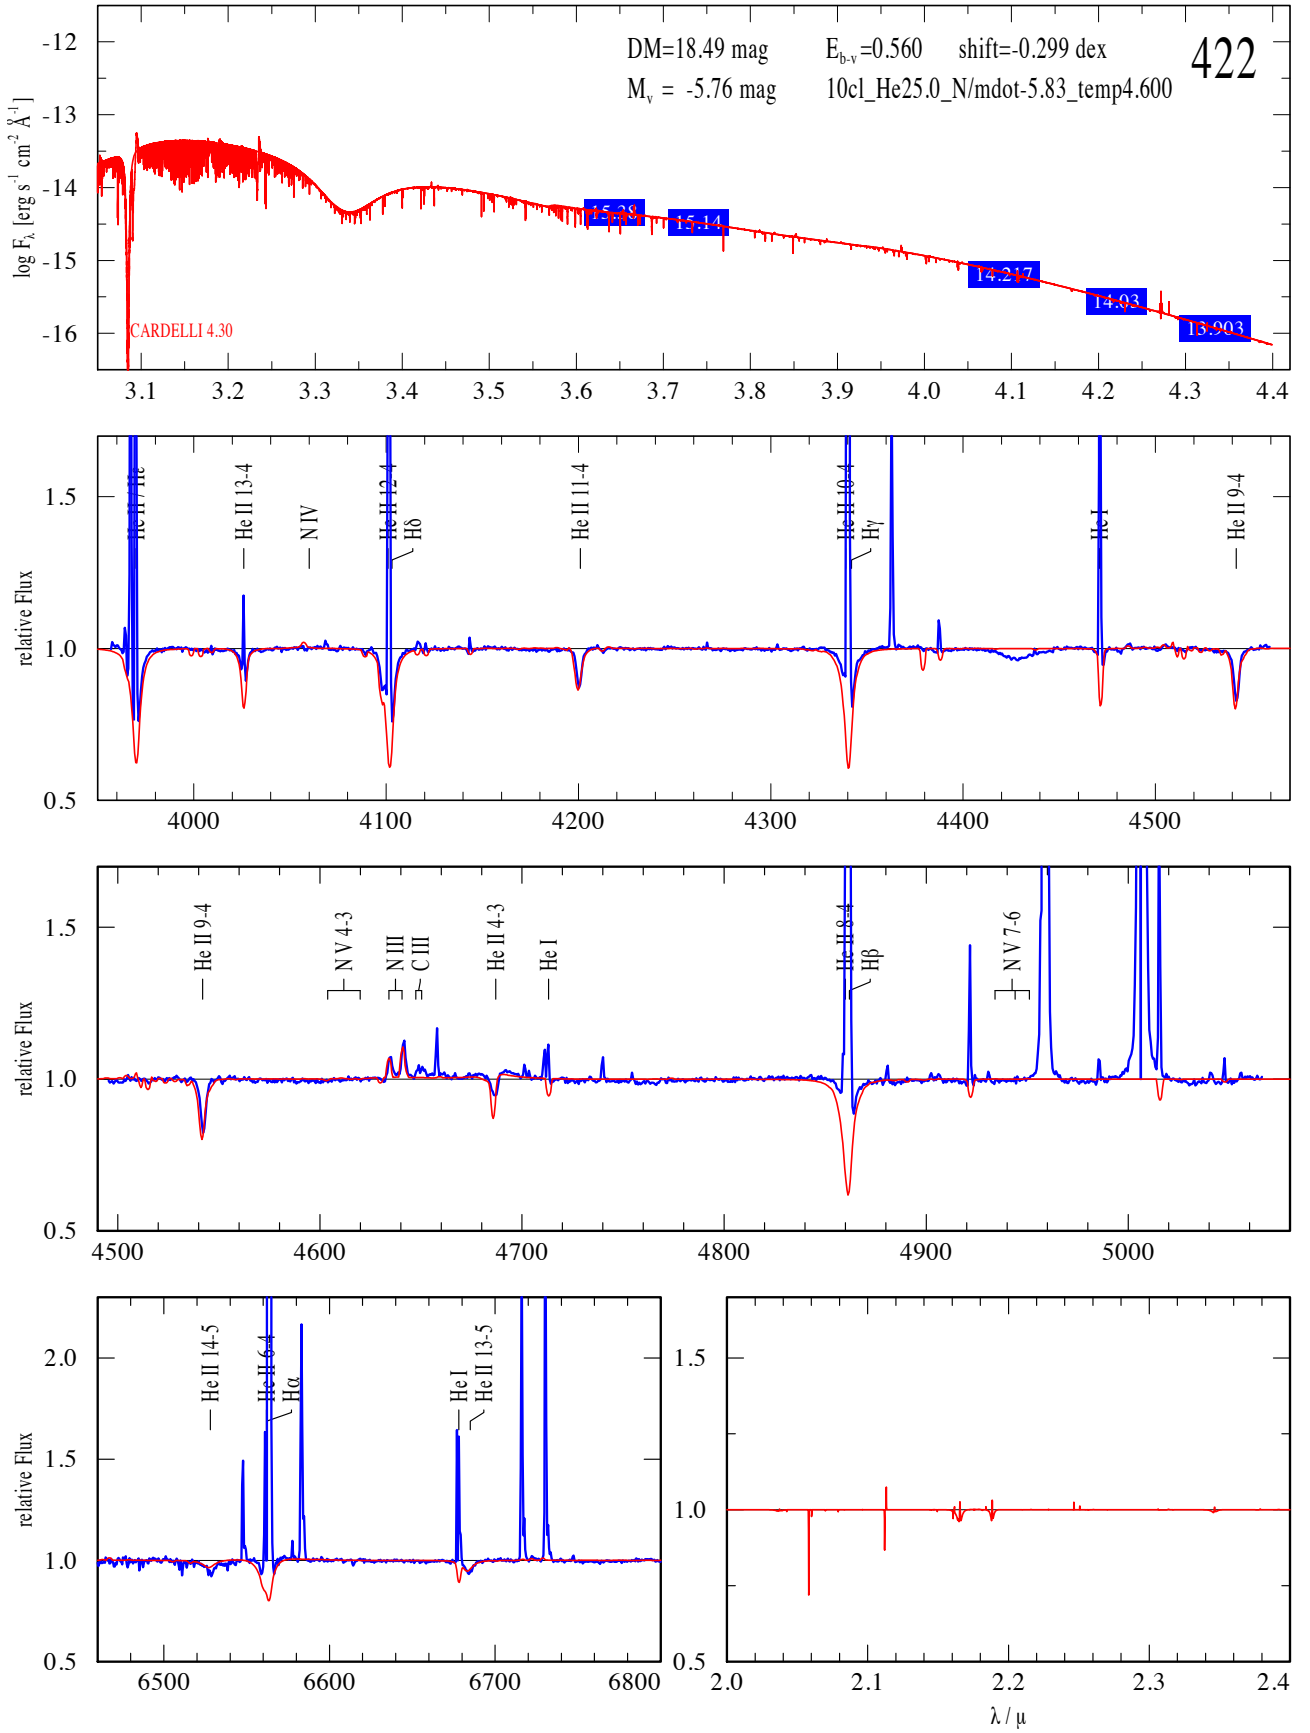 DM=18.49 mag E_b-v=0.560 shift=-0.299 dex 422
M_v = -5.76 mag 10cl_He25.0_N/mdot-5.83_temp4.600
log F_λ [erg s^-1 cm^-2 Å^-1]
-12
-13
-14
-15
-16
15.38
15.14
14.217
14.03
13.903
CARDELLI 4.30
3.1 3.2 3.3 3.4 3.5 3.6 3.7 3.8 3.9 4.0 4.1 4.2 4.3 4.4
relative Flux
1.5
1.0
0.5
He II / Hε
He II 13-4
N IV
He II 12-4
Hδ
He II 11-4
He II 10-4
Hγ
He I
He II 9-4
4000 4100 4200 4300 4400 4500
relative Flux
1.5
1.0
0.5
He II 9-4
N V 4-3
N III
C III
He II 4-3
He I
He II 8-4
Hβ
N V 7-6
4500 4600 4700 4800 4900 5000
relative Flux
2.0
1.5
1.0
0.5
He II 14-5
He II 6-4
Hα
He I
He II 13-5
6500 6600 6700 6800
1.5
1.0
0.5
2.0 2.1 2.2 2.3 2.4
λ / μ